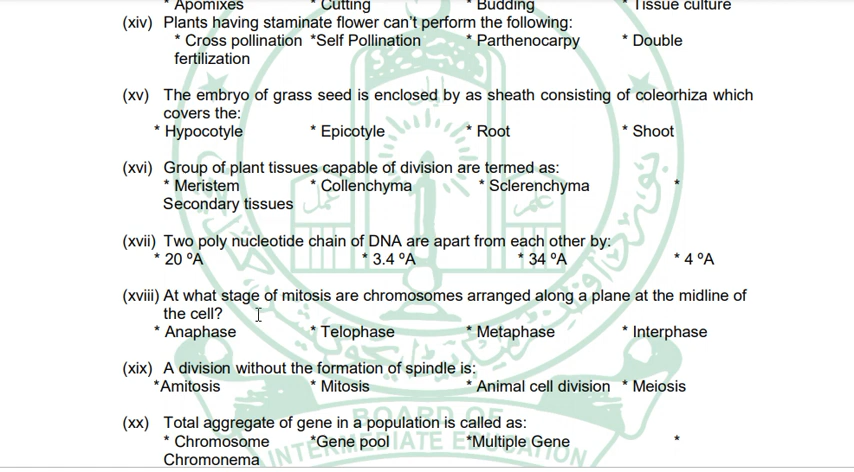 * Apomixes * Cutting * Budding * Tissue culture
(xiv) Plants having staminate flower can't perform the following:
* Cross pollination *Self Pollination * Parthenocarpy * Double
fertilization
(xv) The embryo of grass seed is enclosed by as sheath consisting of coleorhiza which
covers the:
* Hypocotyle * Epicotyle * Root * Shoot
(xvi) Group of plant tissues capable of division are termed as:
* Meristem * Collenchyma * Sclerenchyma *
Secondary tissues
(xvii) Two poly nucleotide chain of DNA are apart from each other by:
* 20 ºA * 3.4 ºA * 34 ºA * 4 ºA
(xviii) At what stage of mitosis are chromosomes arranged along a plane at the midline of
the cell?
* Anaphase * Telophase * Metaphase * Interphase
(xix) A division without the formation of spindle is:
*Amitosis * Mitosis * Animal cell division * Meiosis
BOARD OF
(xx) Total aggregate of gene in a population is called as:
* Chromosome *Gene pool *Multiple Gene *
INTERMEDIATE EDUCATION
Chromonema